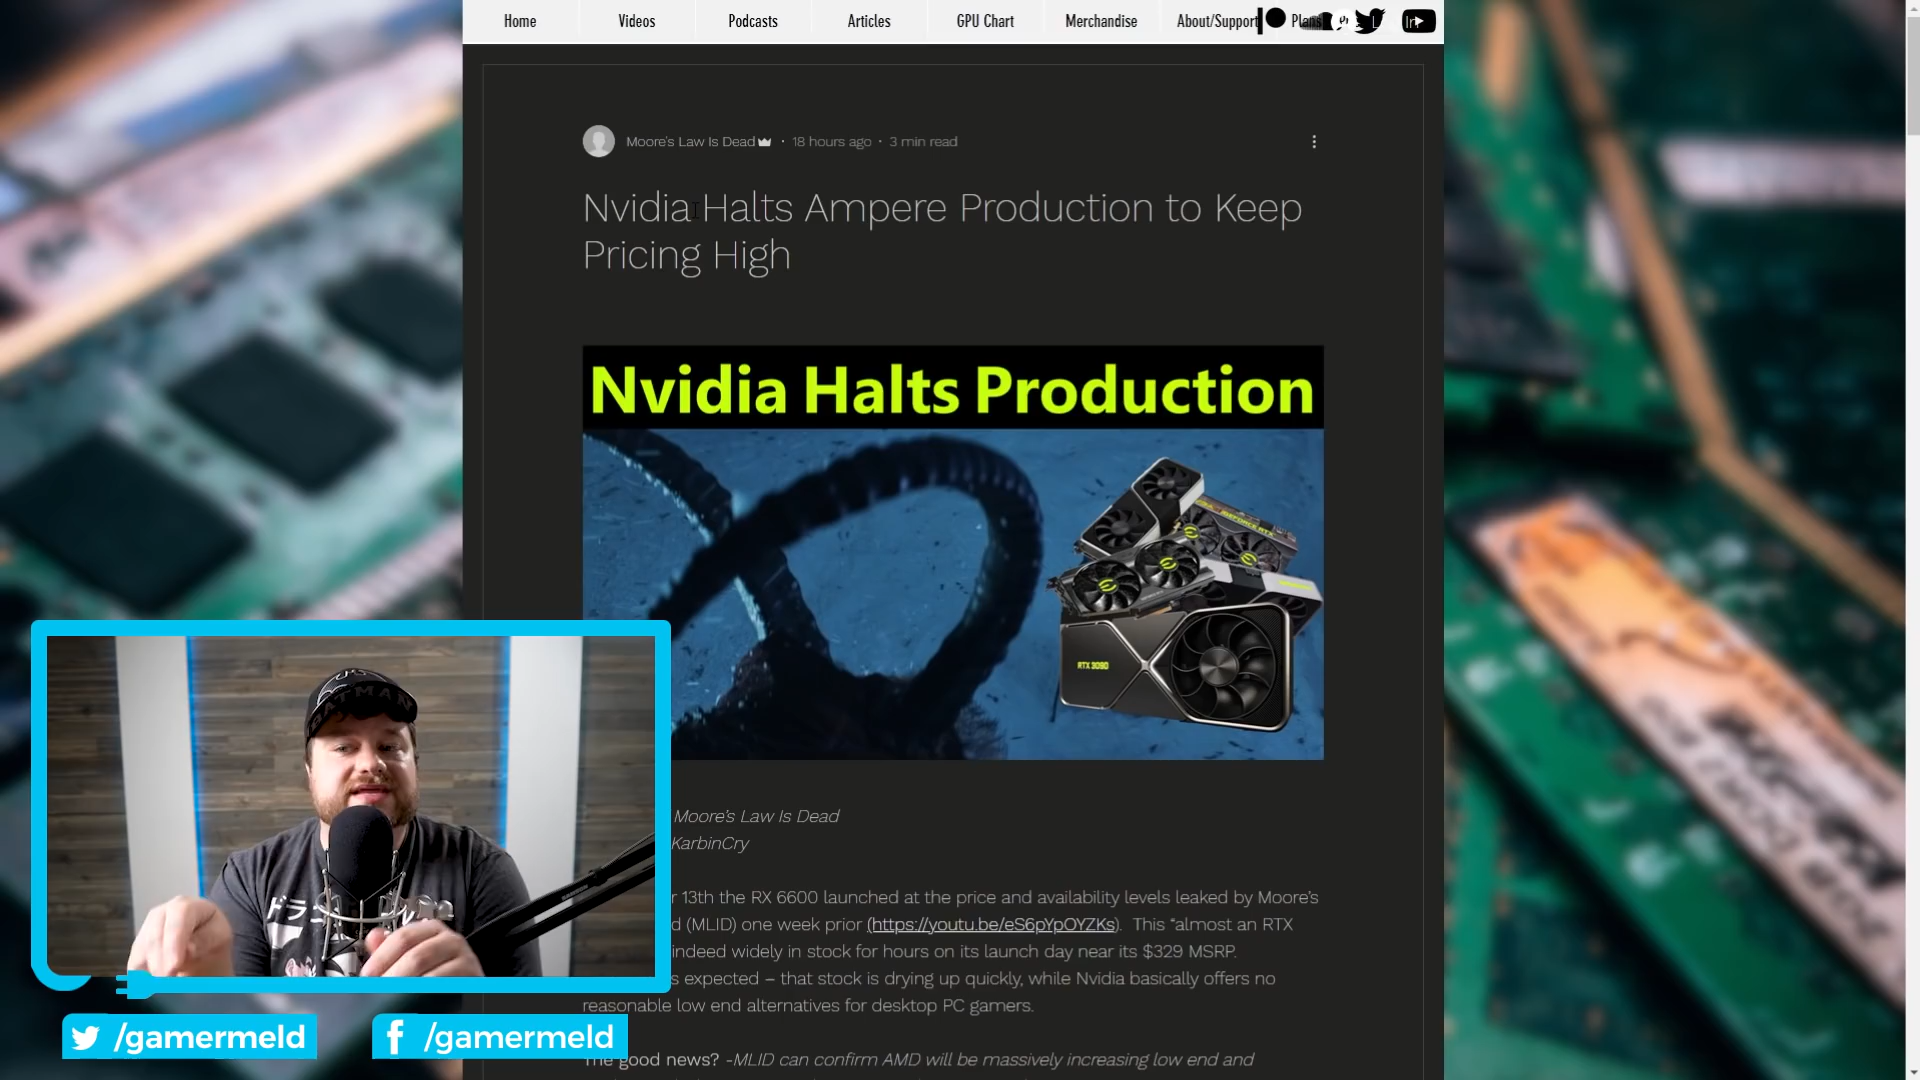 Home
Videos
Podcasts
Articles
GPU Chart
Merchandise
About/Support
Plans
Moore's Law Is Dead · 18 hours ago · 3 min read
Nvidia Halts Ampere Production to Keep
Pricing High
Nvidia Halts Production
RTX 3090
Moore's Law Is Dead
KarbinCry
r 13th the RX 6600 launched at the price and availability levels leaked by Moore's
d (MLID) one week prior (https://youtu.be/eS6pYpOYZKs). This “almost an RTX
indeed widely in stock for hours on its launch day near its $329 MSRP.
s expected – that stock is drying up quickly, while Nvidia basically offers no
reasonable low end alternatives for desktop PC gamers.
The good news? -MLID can confirm AMD will be massively increasing low end and
BATMAN
ドラ
/gamermeld
/gamermeld